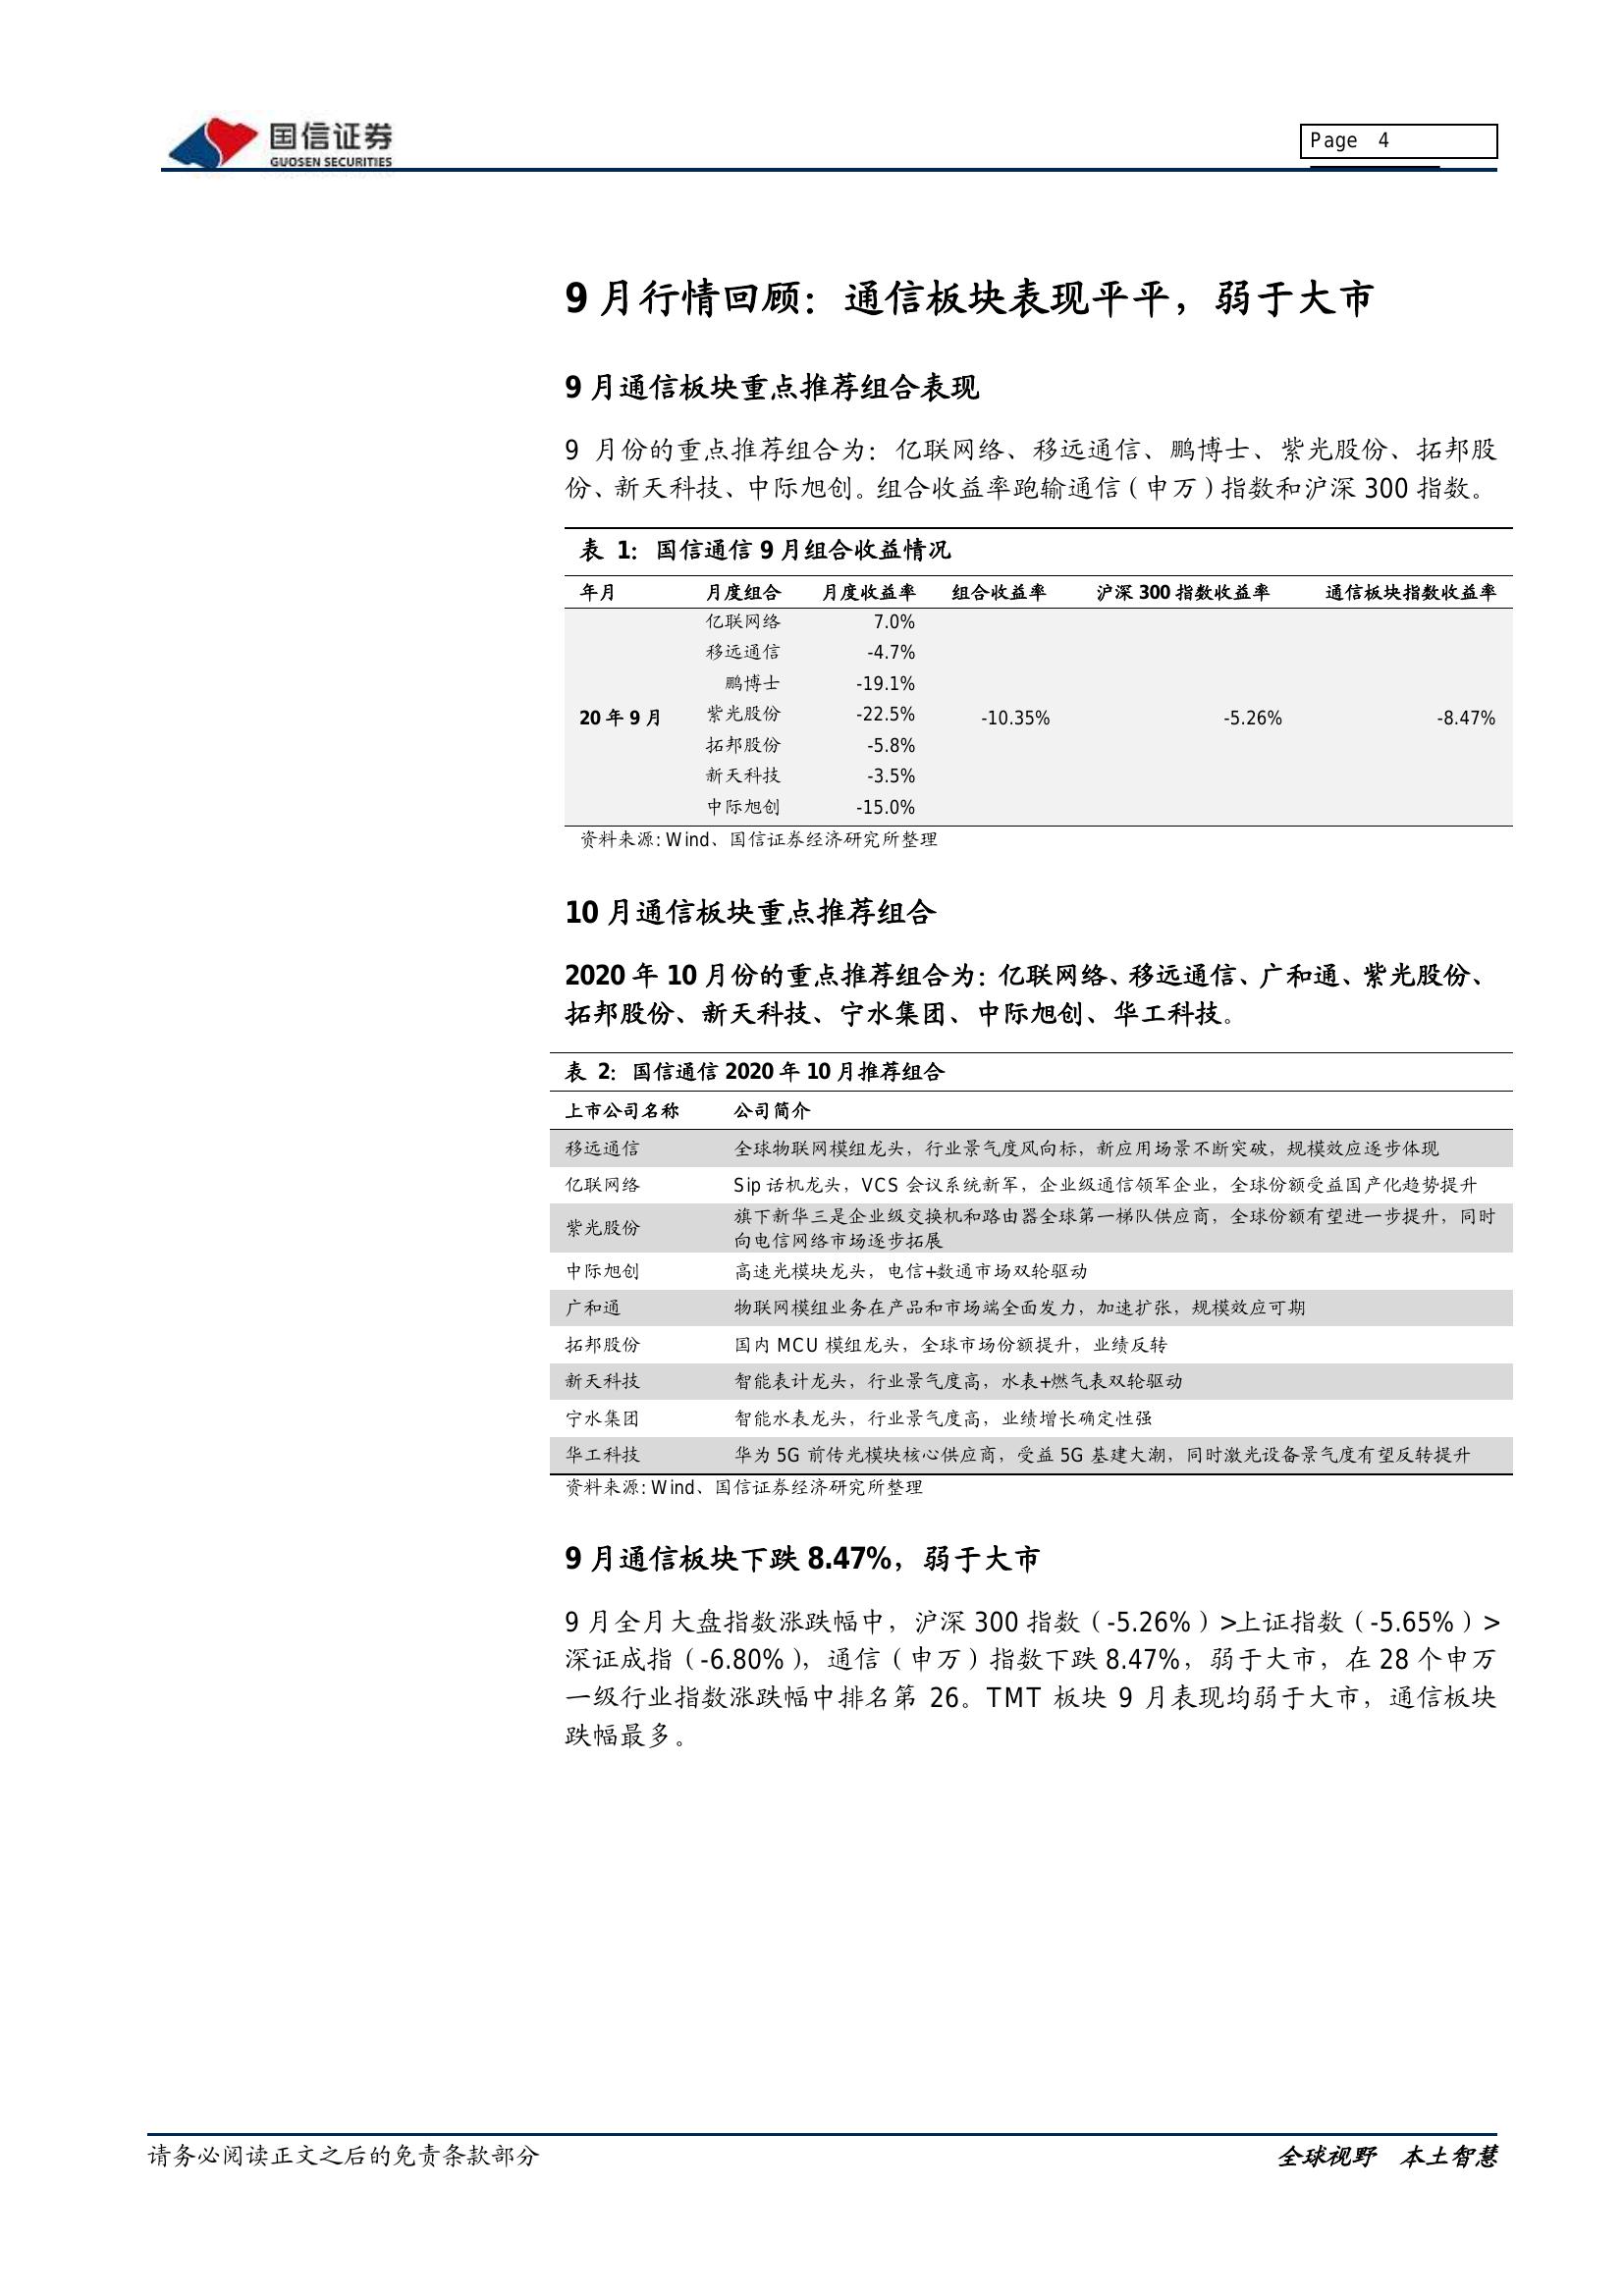 国信证券
GUOSEN SECURITIES
Page 4
9 月行情回顾：通信板块表现平平，弱于大市
9 月通信板块重点推荐组合表现
9 月份的重点推荐组合为：亿联网络、移远通信、鹏博士、紫光股份、拓邦股
份、新天科技、中际旭创。组合收益率跑输通信（申万）指数和沪深 300 指数。
表 1：国信通信 9 月组合收益情况
年月 月度组合 月度收益率 组合收益率 沪深 300 指数收益率 通信板块指数收益率
亿联网络 7.0%
移远通信 -4.7%
鹏博士 -19.1%
20 年 9 月 紫光股份 -22.5% -10.35% -5.26% -8.47%
拓邦股份 -5.8%
新天科技 -3.5%
中际旭创 -15.0%
资料来源: Wind、国信证券经济研究所整理
10 月通信板块重点推荐组合
2020 年 10 月份的重点推荐组合为：亿联网络、移远通信、广和通、紫光股份、
拓邦股份、新天科技、宁水集团、中际旭创、华工科技。
表 2：国信通信 2020 年 10 月推荐组合
上市公司名称 公司简介
移远通信 全球物联网模组龙头，行业景气度风向标，新应用场景不断突破，规模效应逐步体现
亿联网络 Sip 话机龙头，VCS 会议系统新军，企业级通信领军企业，全球份额受益国产化趋势提升
紫光股份 旗下新华三是企业级交换机和路由器全球第一梯队供应商，全球份额有望进一步提升，同时
向电信网络市场逐步拓展
中际旭创 高速光模块龙头，电信+数通市场双轮驱动
广和通 物联网模组业务在产品和市场端全面发力，加速扩张，规模效应可期
拓邦股份 国内 MCU 模组龙头，全球市场份额提升，业绩反转
新天科技 智能表计龙头，行业景气度高，水表+燃气表双轮驱动
宁水集团 智能水表龙头，行业景气度高，业绩增长确定性强
华工科技 华为 5G 前传光模块核心供应商，受益 5G 基建大潮，同时激光设备景气度有望反转提升
资料来源: Wind、国信证券经济研究所整理
9 月通信板块下跌 8.47%，弱于大市
9 月全月大盘指数涨跌幅中，沪深 300 指数（-5.26%）>上证指数（-5.65%）>
深证成指（-6.80%），通信（申万）指数下跌 8.47%，弱于大市，在 28 个申万
一级行业指数涨跌幅中排名第 26。TMT 板块 9 月表现均弱于大市，通信板块
跌幅最多。
请务必阅读正文之后的免责条款部分 全球视野 本土智慧